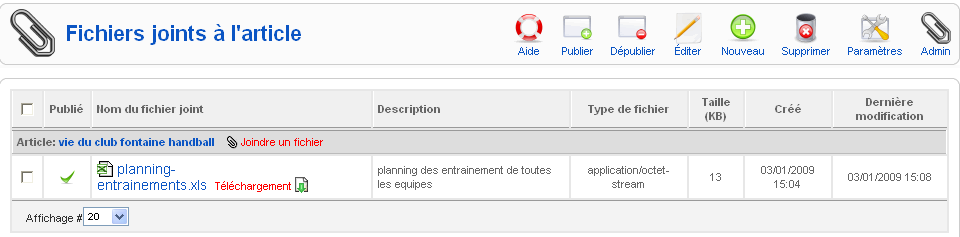 Fichiers joints à l'article
Aide Publier Dépublier Éditer Nouveau Supprimer Paramètres Admin
Publié Nom du fichier joint Description Type de fichier Taille (KB) Créé Dernière modification
Article: vie du club fontaine handball Joindre un fichier
planning-entrainements.xls Téléchargement planning des entrainement de toutes les equipes application/octet-stream 13 03/01/2009 15:04 03/01/2009 15:08
Affichage # 20